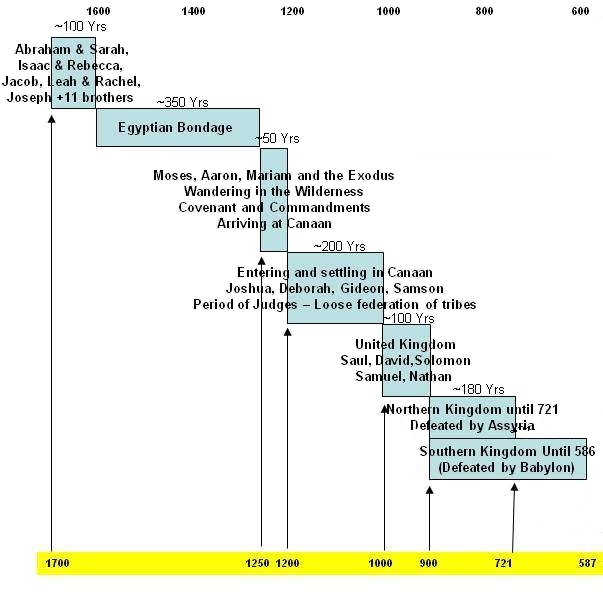 1600 1400 1200 1000 800 600
~100 Yrs
Abraham & Sarah,
Isaac & Rebecca,
Jacob, Leah & Rachel,
Joseph +11 brothers
~350 Yrs
Egyptian Bondage
~50 Yrs
Moses, Aaron, Mariam and the Exodus
Wandering in the Wilderness
Covenant and Commandments
Arriving at Canaan
~200 Yrs
Entering and settling in Canaan
Joshua, Deborah, Gideon, Samson
Period of Judges – Loose federation of tribes
~100 Yrs
United Kingdom
Saul, David,Solomon
Samuel, Nathan
~180 Yrs
Northern Kingdom until 721
Defeated by Assyria
Southern Kingdom Until 586
(Defeated by Babylon)
1700 1250 1200 1000 900 721 587